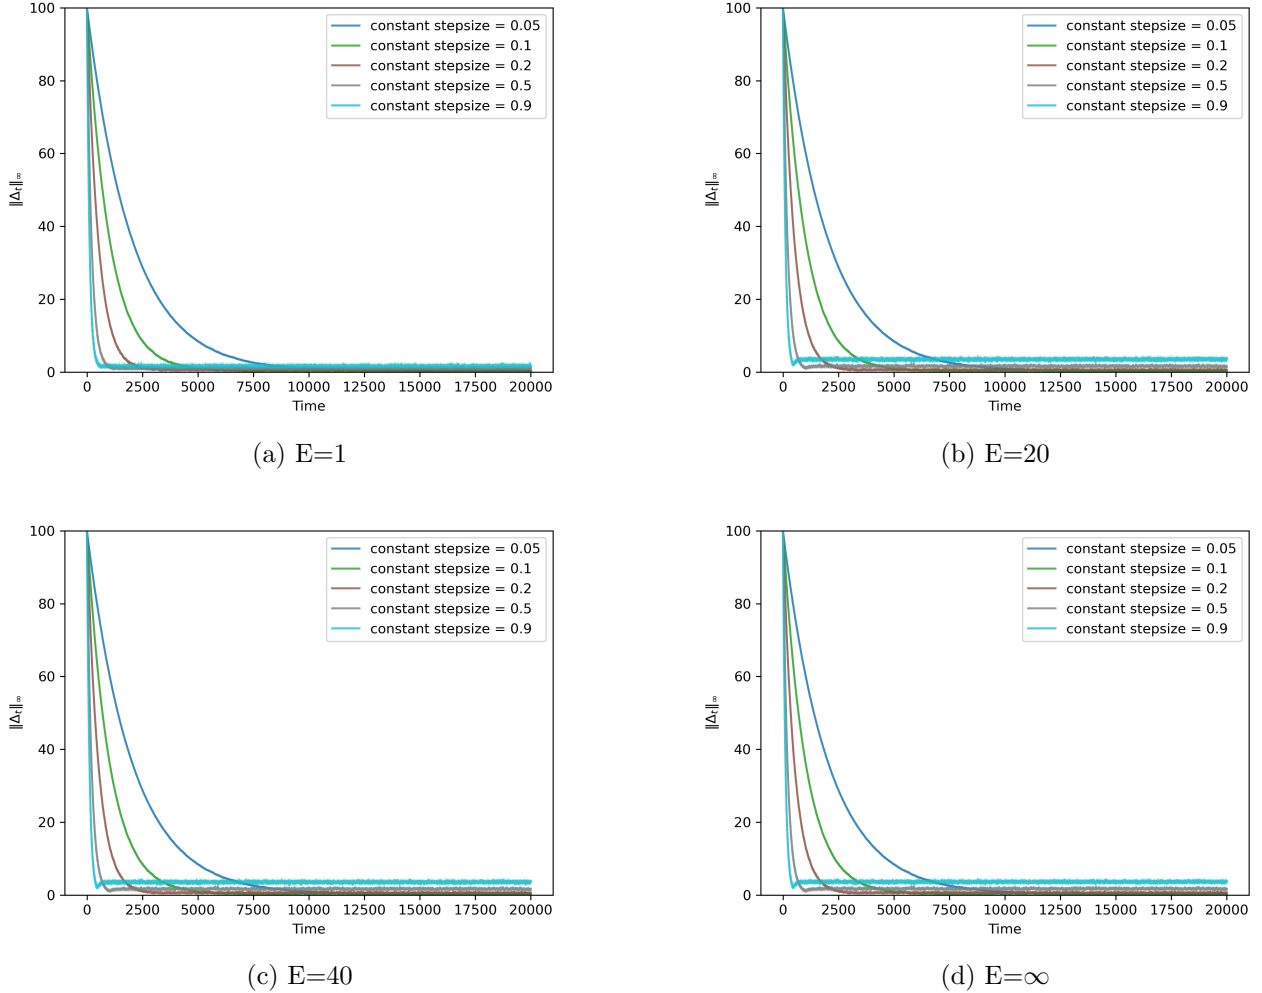 100
80
60
40
20
0
‖Δt‖∞
constant stepsize = 0.05
constant stepsize = 0.1
constant stepsize = 0.2
constant stepsize = 0.5
constant stepsize = 0.9
0 2500 5000 7500 10000 12500 15000 17500 20000
Time
(a) E=1
100
80
60
40
20
0
‖Δt‖∞
constant stepsize = 0.05
constant stepsize = 0.1
constant stepsize = 0.2
constant stepsize = 0.5
constant stepsize = 0.9
0 2500 5000 7500 10000 12500 15000 17500 20000
Time
(b) E=20
100
80
60
40
20
0
‖Δt‖∞
constant stepsize = 0.05
constant stepsize = 0.1
constant stepsize = 0.2
constant stepsize = 0.5
constant stepsize = 0.9
0 2500 5000 7500 10000 12500 15000 17500 20000
Time
(c) E=40
100
80
60
40
20
0
‖Δt‖∞
constant stepsize = 0.05
constant stepsize = 0.1
constant stepsize = 0.2
constant stepsize = 0.5
constant stepsize = 0.9
0 2500 5000 7500 10000 12500 15000 17500 20000
Time
(d) E=∞